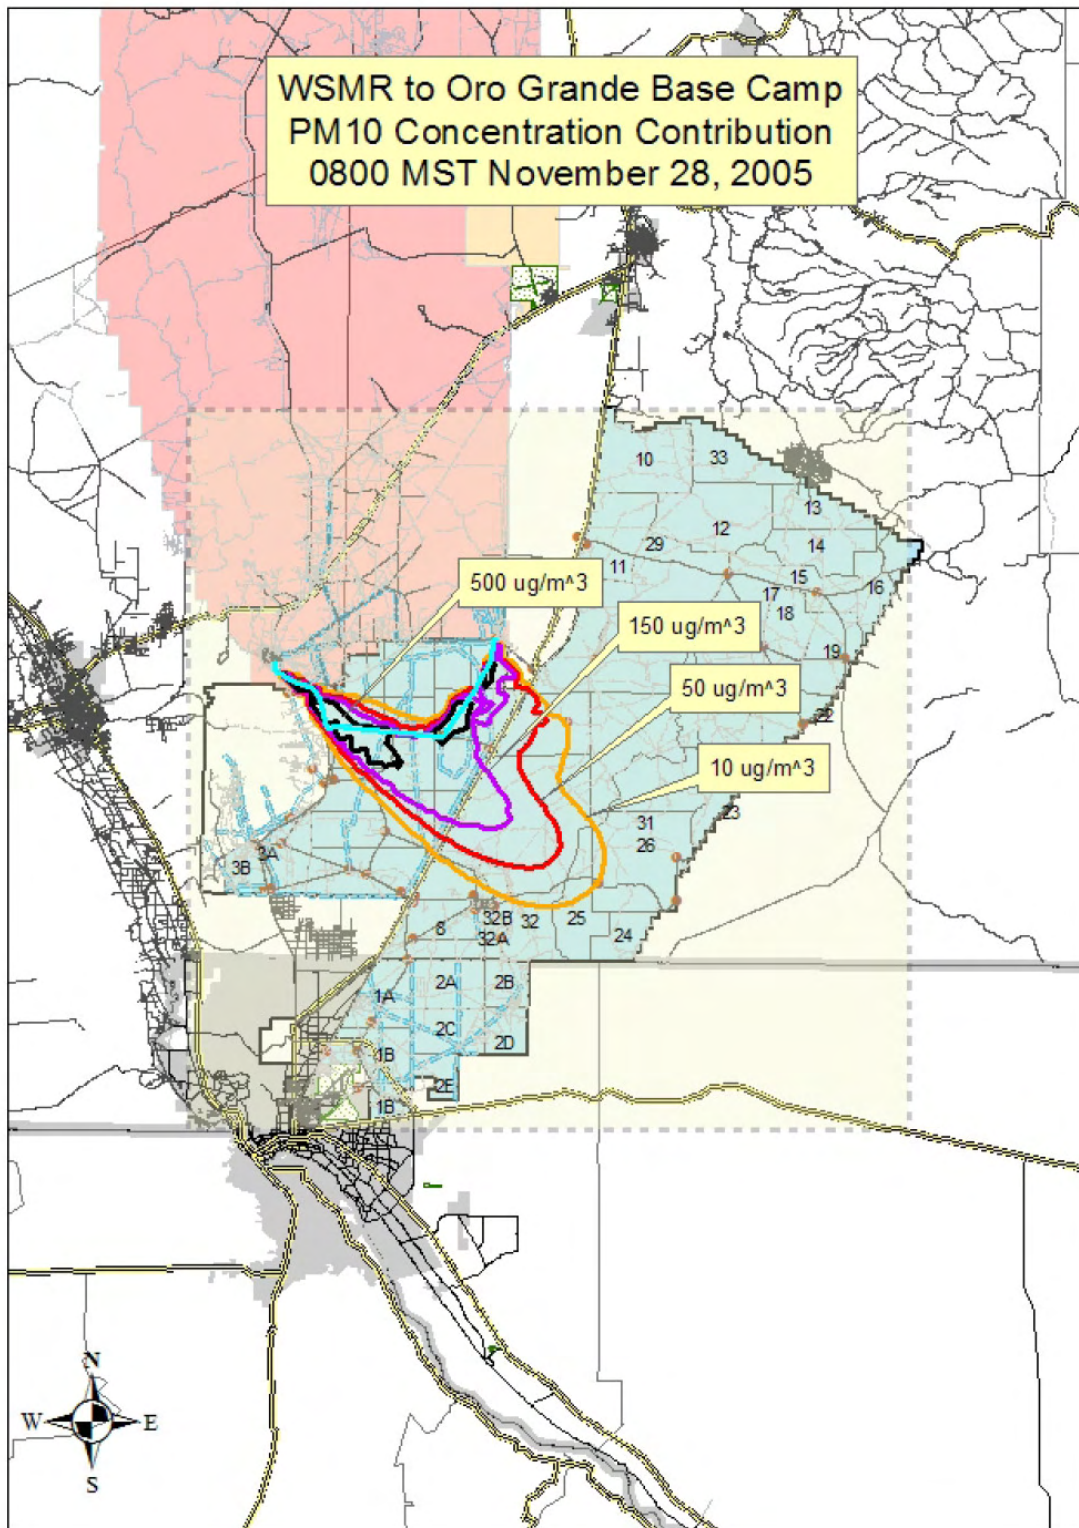 WSMR to Oro Grande Base Camp
PM10 Concentration Contribution
0800 MST November 28, 2005
10
33
13
12
29
14
11
500 ug/m^3
15
16
17
18
150 ug/m^3
19
50 ug/m^3
22
10 ug/m^3
23
31
26
3A
3B
32B
32
25
8
32A
24
2A
2B
1A
2C
2D
1B
2E
1B
N
W
E
S